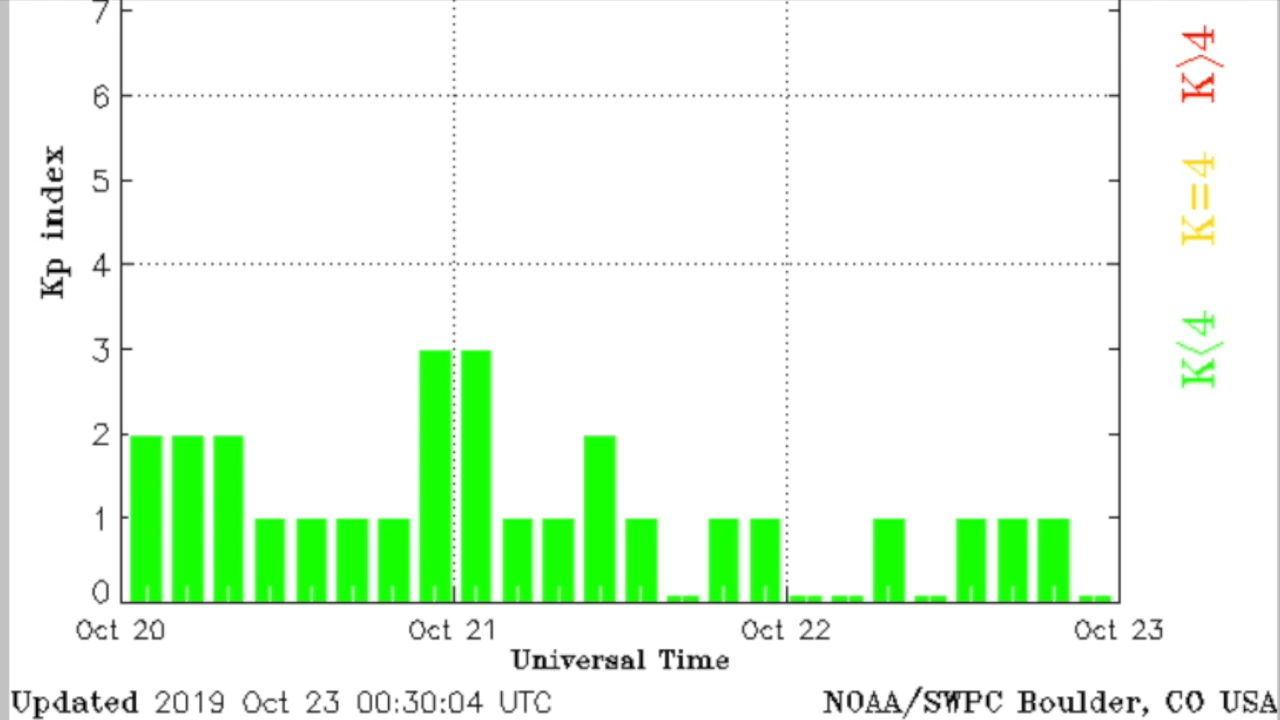 7
6
5
4
3
2
1
0
Kp index
Oct 20 Oct 21 Oct 22 Oct 23
Universal Time
Updated 2019 Oct 23 00:30:04 UTC NOAA/SWPC Boulder, CO USA
K>4
K=4
K<4